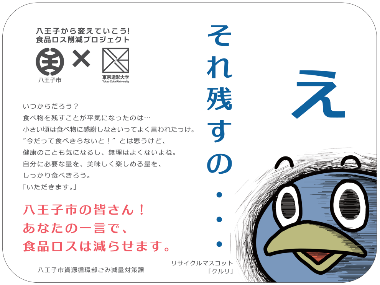 八王子から変えていこう!
食品ロス削減プロジェクト
八王子市
東京造形大学
Tokyo Zokei University
え
それ残すの・・・
いつからだろう?
食べ物を残すことが平気になったのは…
小さい頃は食べ物に感謝しなさいってよく言われたっけ。
“今だって食べきらないと!”とは思うけど、
健康のことも気になるし、無理はよくないよね。
自分に必要な量を、美味しく楽しめる量を、
しっかり食べきろう。
「いただきます。」
八王子市の皆さん!
あなたの一言で、
食品ロスは減らせます。
八王子市資源循環部ごみ減量対策課
リサイクルマスコット
「クルリ」